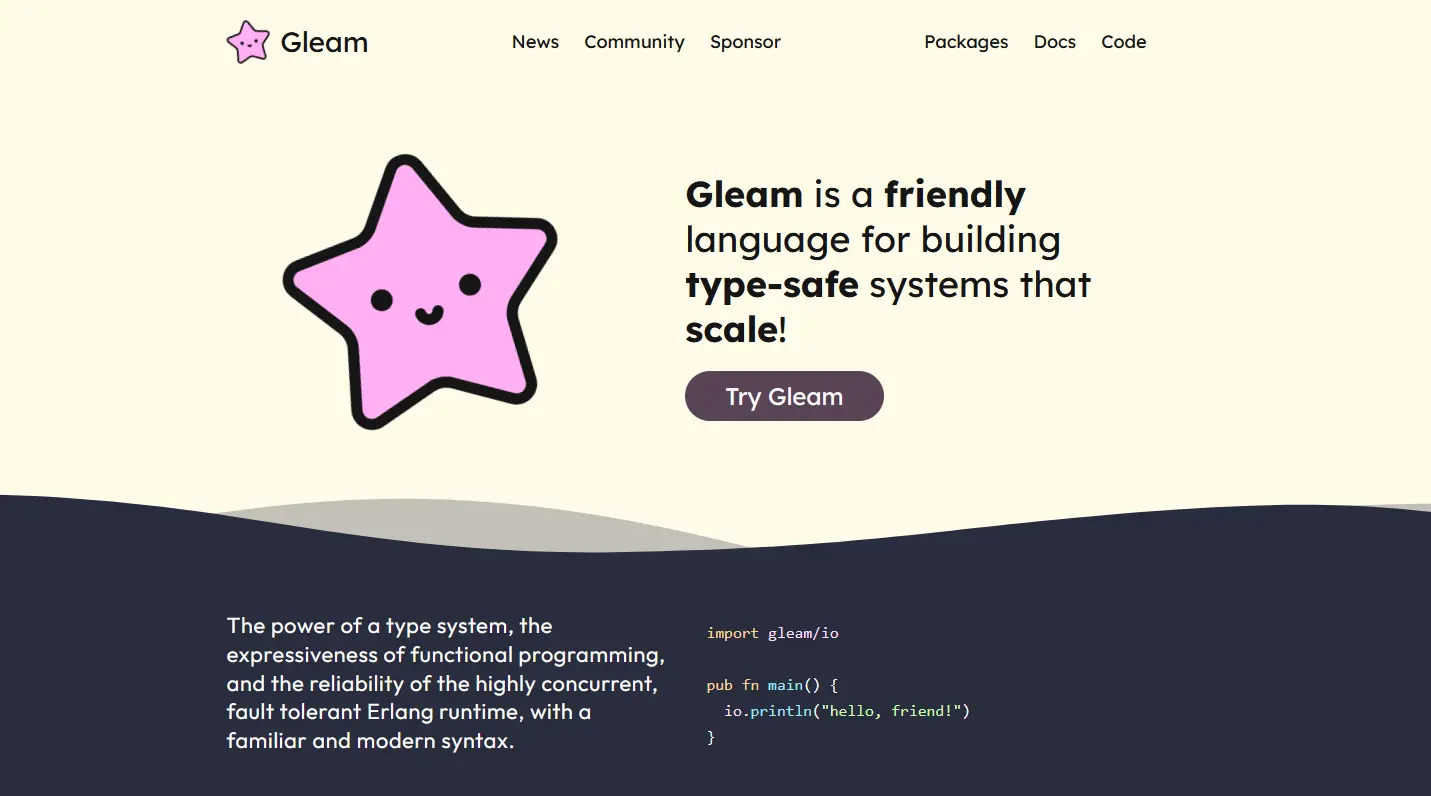 Gleam
News Community Sponsor
Packages Docs Code
Gleam is a friendly
language for building
type-safe systems that
scale!
Try Gleam
The power of a type system, the
expressiveness of functional programming,
and the reliability of the highly concurrent,
fault tolerant Erlang runtime, with a
familiar and modern syntax.
import gleam/io
pub fn main() {
  io.println("hello, friend!")
}